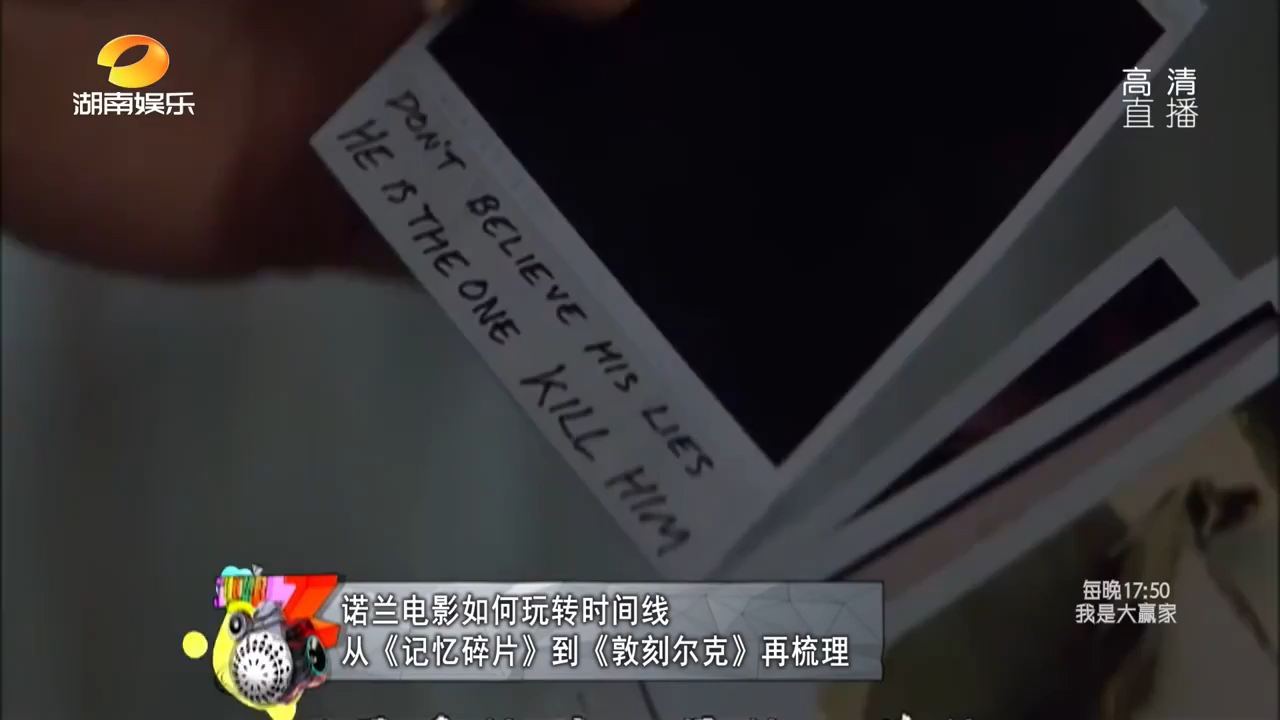 湖南娱乐
高清
直播
DON'T BELIEVE HIS LIES
HE IS THE ONE KILL HIM
每晚17:50
我是大赢家
诺兰电影如何玩转时间线
从《记忆碎片》到《敦刻尔克》再梳理